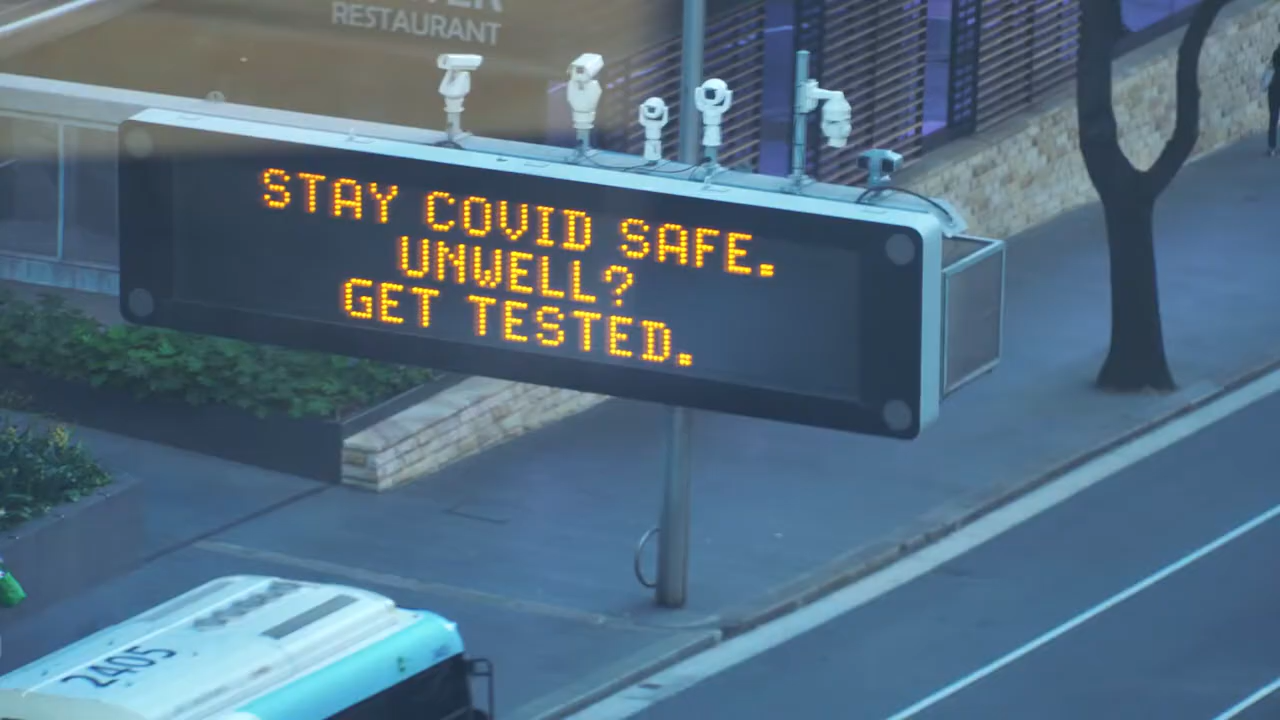 RESTAURANT
STAY COVID SAFE.
UNWELL?
GET TESTED.
2405